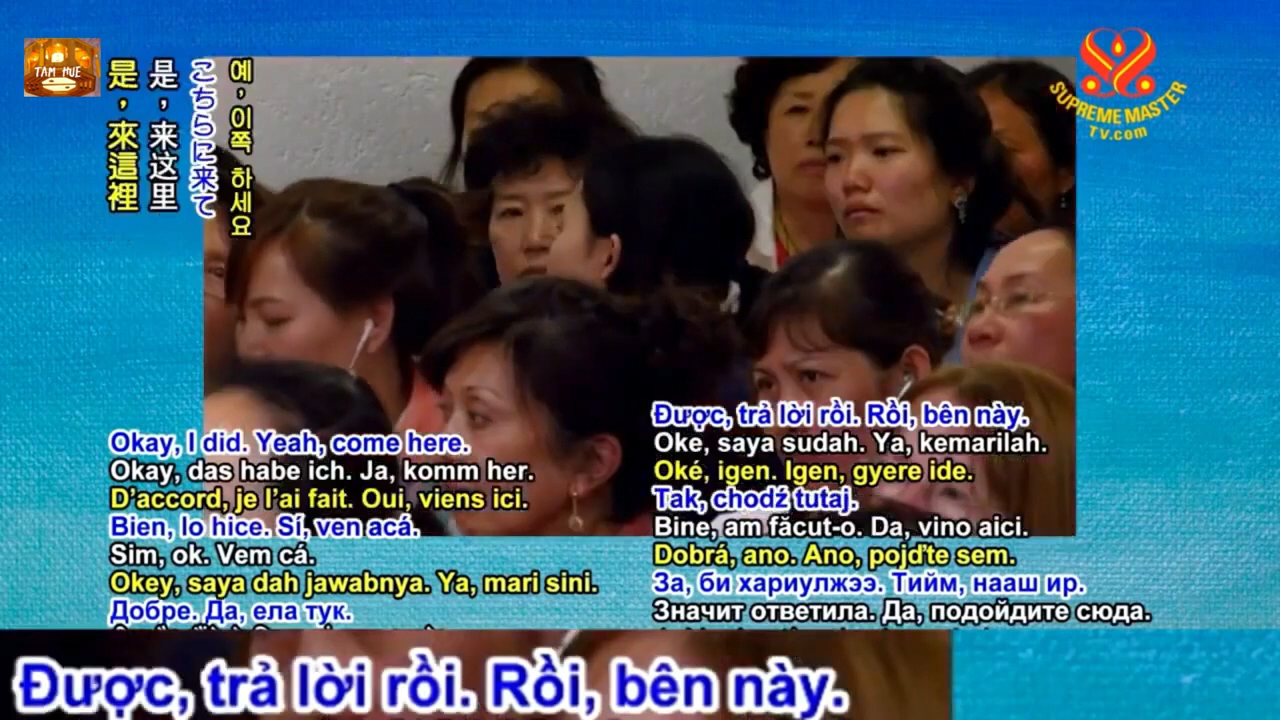 TAM HUE
是，來這裡
是，来这里
こちらに来て
예, 이쪽 하세요
SUPREME MASTER
TV.com
Okay, I did. Yeah, come here.
Okay, das habe ich. Ja, komm her.
D’accord, je l’ai fait. Oui, viens ici.
Bien, lo hice. Sí, ven acá.
Sim, ok. Vem cá.
Okey, saya dah jawabnya. Ya, mari sini.
Добре. Да, ела тук.
Được, trả lời rồi. Rồi, bên này.
Oke, saya sudah. Ya, kemarilah.
Oké, igen. Igen, gyere ide.
Tak, chodź tutaj.
Bine, am făcut-o. Da, vino aici.
Dobrá, ano. Ano, pojďte sem.
За, би хариулжээ. Тийм, нааш ир.
Значит ответила. Да, подойдите сюда.
Được, trả lời rồi. Rồi, bên này.